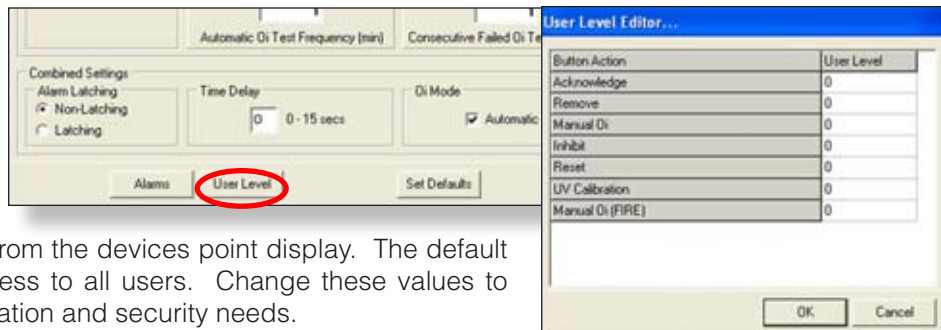 Automatic Oi Test Frequency (min)
Consecutive Failed Oi Te
Combined Settings
Alarm Latching
Non-Latching
Latching
Time Delay
0 0 - 15 secs
Oi Mode
Automatic
Alarms
User Level
Set Defaults
rom the devices point display. The default
ess to all users. Change these values to
ation and security needs.
User Level Editor...
Button Action User Level
Acknowledge 0
Remove 0
Manual Oi 0
Inhibit 0
Reset 0
UV Calibration 0
Manual Oi (FIRE) 0
OK Cancel